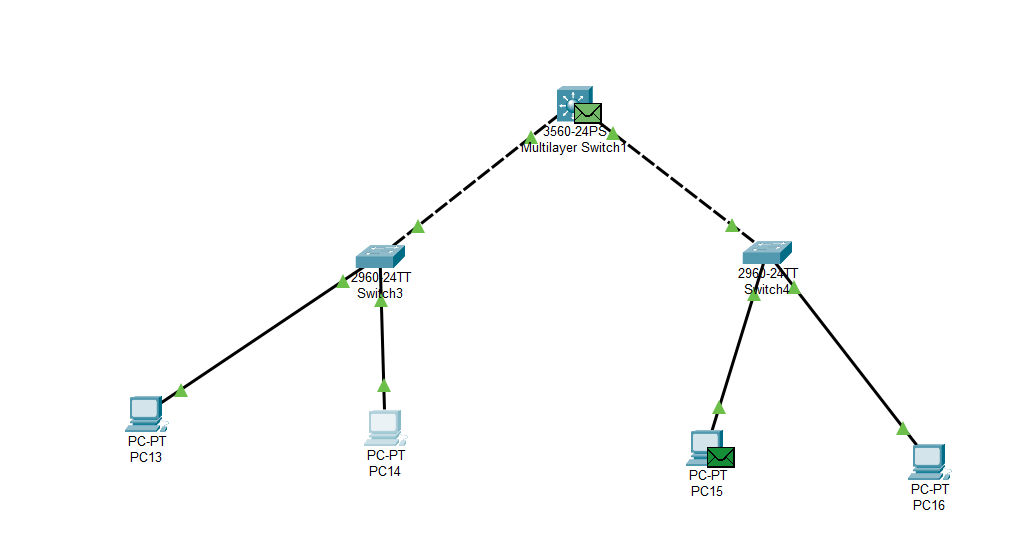 3560-24PS
Multilayer Switch1
2960-24TT
Switch3
2960-24TT
Switch4
PC-PT
PC13
PC-PT
PC14
PC-PT
PC15
PC-PT
PC16